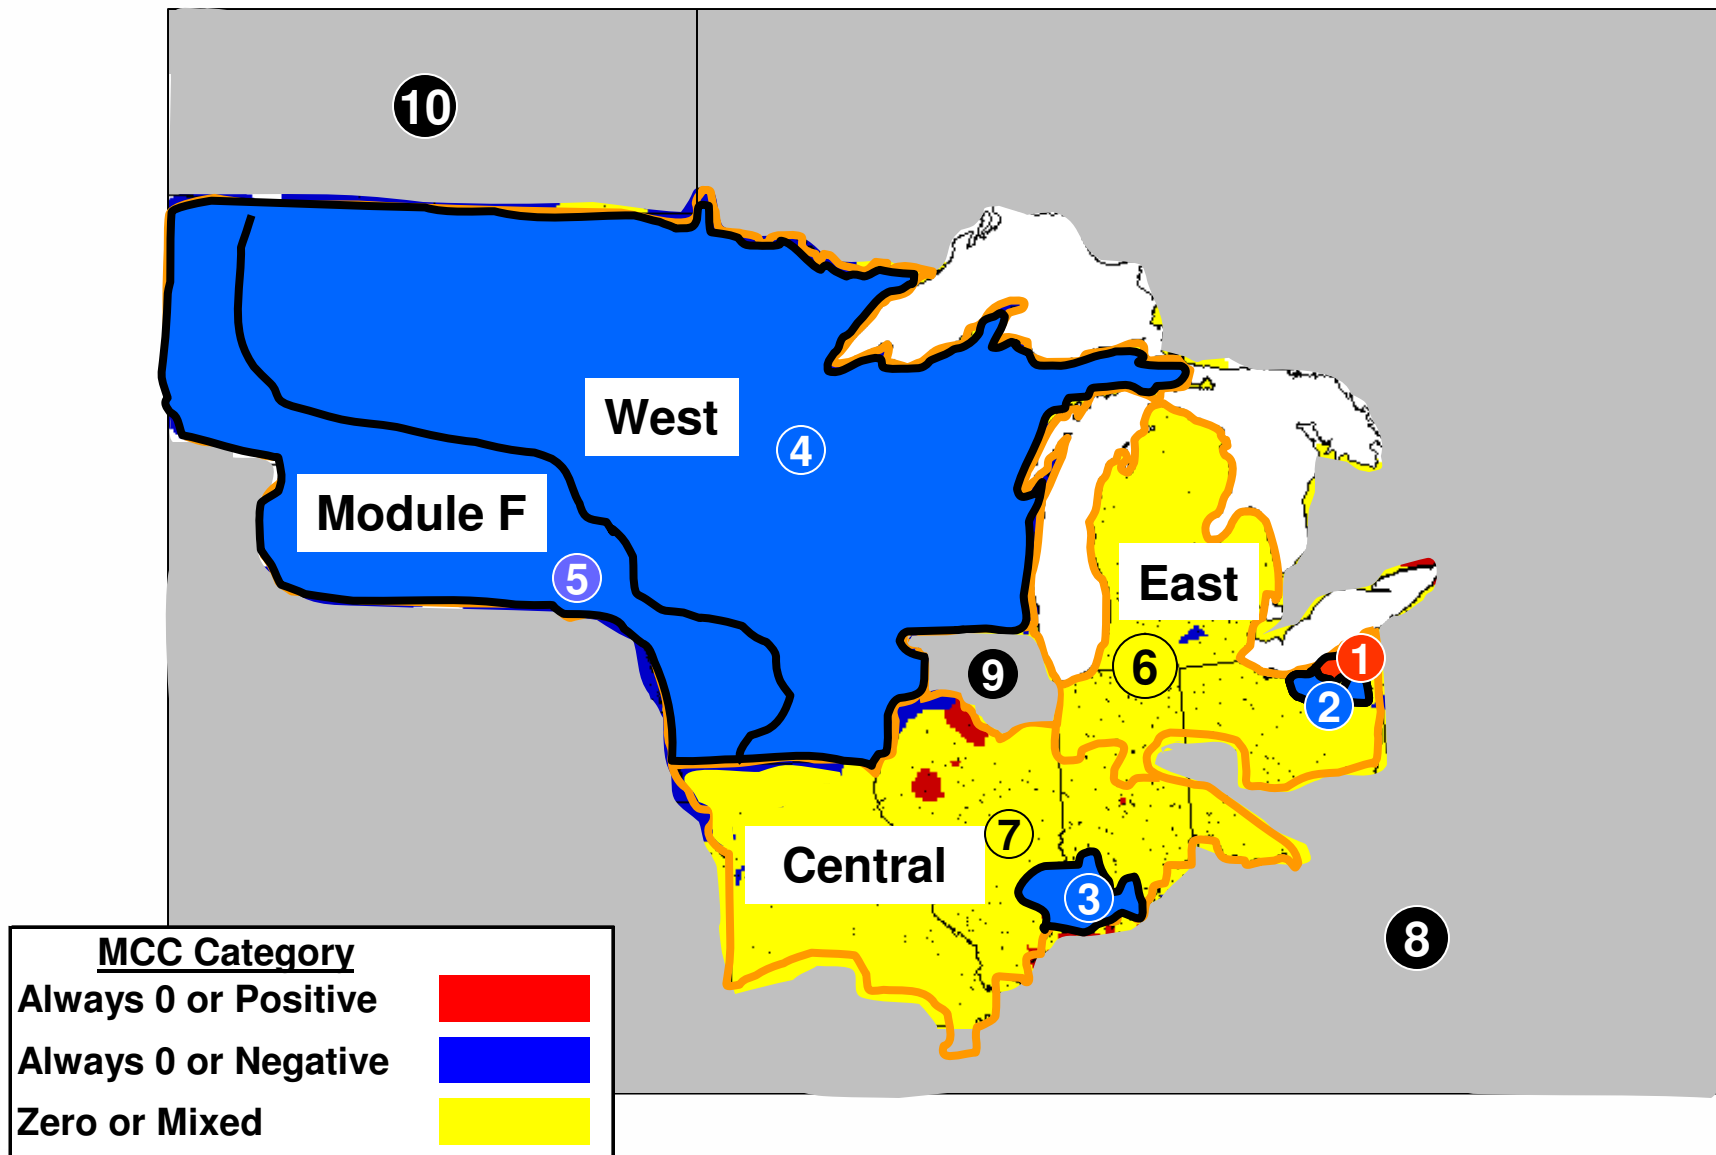 10
West
4
Module F
5
East
6
9
1
2
7
Central
3
8
MCC Category
Always 0 or Positive
Always 0 or Negative
Zero or Mixed